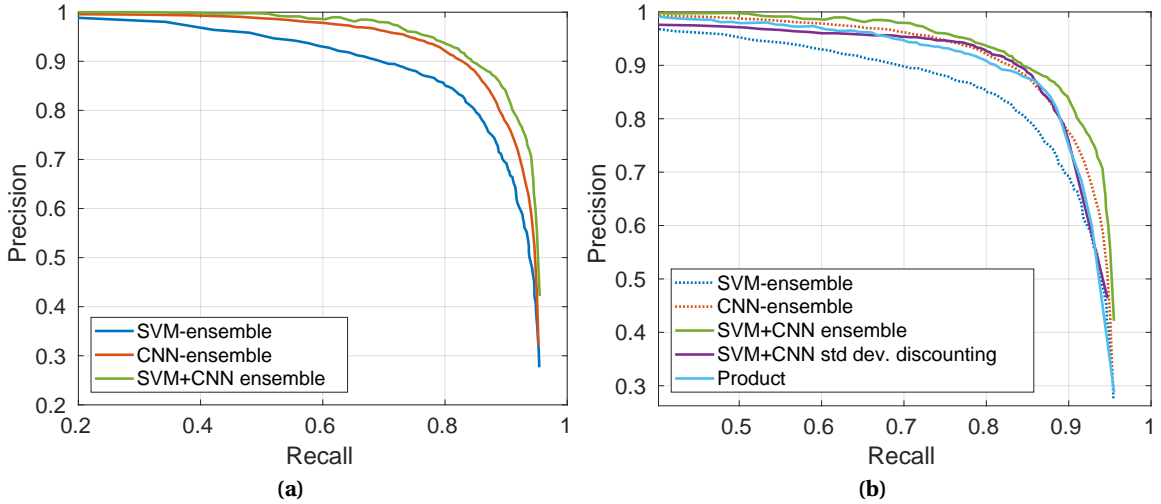 1
0.9
0.8
0.7
0.6
0.5
0.4
0.3
0.2
Precision
SVM-ensemble
CNN-ensemble
SVM+CNN ensemble
0.2 0.4 0.6 0.8 1
Recall
(a)
1
0.9
0.8
0.7
0.6
0.5
0.4
0.3
Precision
SVM-ensemble
CNN-ensemble
SVM+CNN ensemble
SVM+CNN std dev. discounting
Product
0.5 0.6 0.7 0.8 0.9 1
Recall
(b)